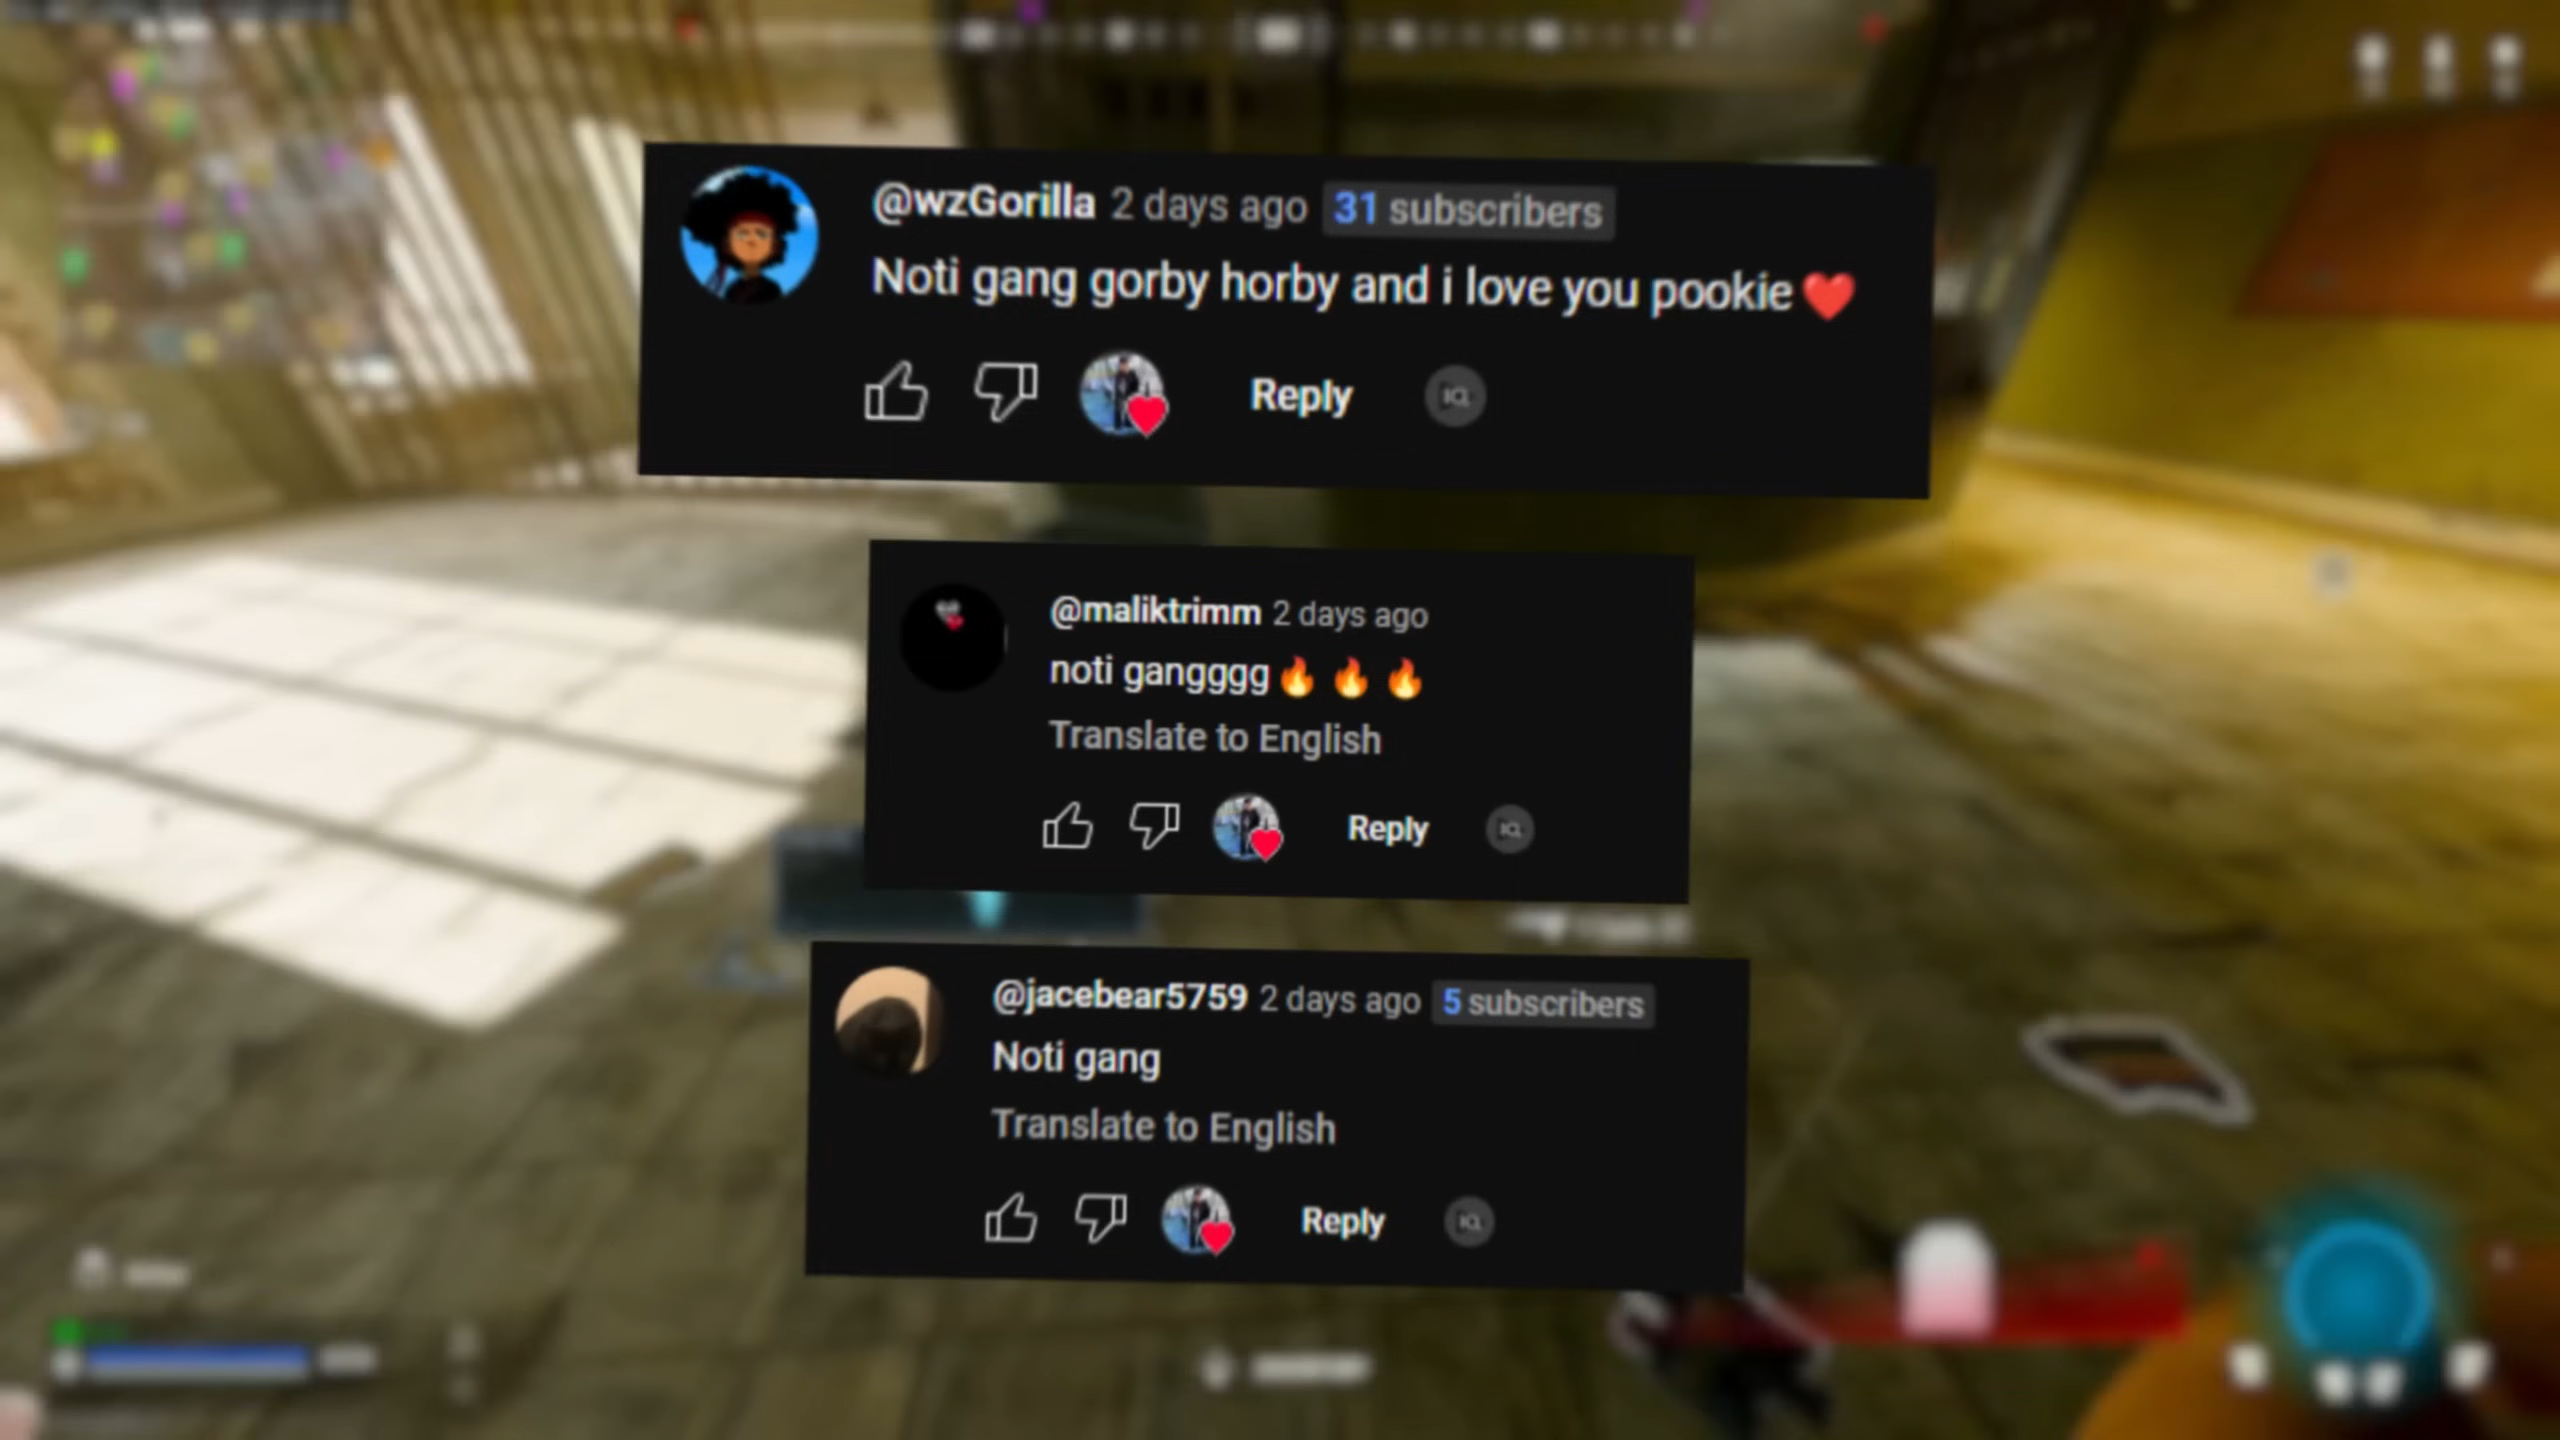 @wzGorilla 2 days ago 31 subscribers
Noti gang gorby horby and i love you pookie❤️
Reply
@maliktrimm 2 days ago
noti gangggg🔥 🔥 🔥
Translate to English
Reply
@jacebear5759 2 days ago 5 subscribers
Noti gang
Translate to English
Reply